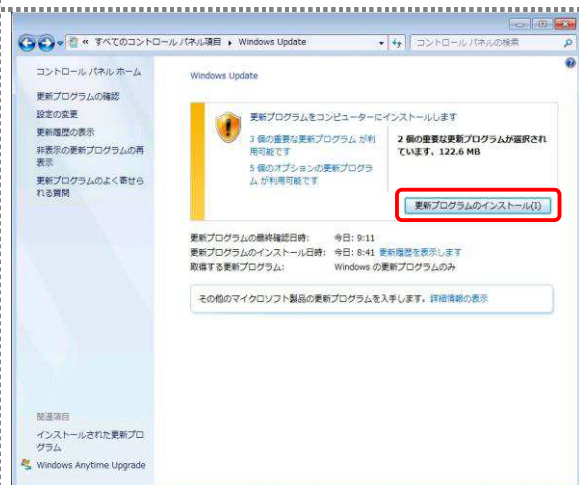 « すべてのコントロール パネル項目 ▸ Windows Update
コントロール パネルの検索
コントロール パネル ホーム
更新プログラムの確認
設定の変更
更新履歴の表示
非表示の更新プログラムの再
表示
更新プログラムのよく寄せら
れる質問
Windows Update
更新プログラムをコンピューターにインストールします
3 個の重要な更新プログラム が利
用可能です
5 個のオプションの更新プログラ
ム が利用可能です
2 個の重要な更新プログラムが選択され
ています、122.6 MB
更新プログラムのインストール(I)
更新プログラムの最終確認日時: 今日: 9:11
更新プログラムのインストール日時: 今日: 8:41 更新履歴を表示します
取得する更新プログラム: Windows の更新プログラムのみ
その他のマイクロソフト製品の更新プログラムを入手します。詳細情報の表示
関連項目
インストールされた更新プロ
グラム
Windows Anytime Upgrade